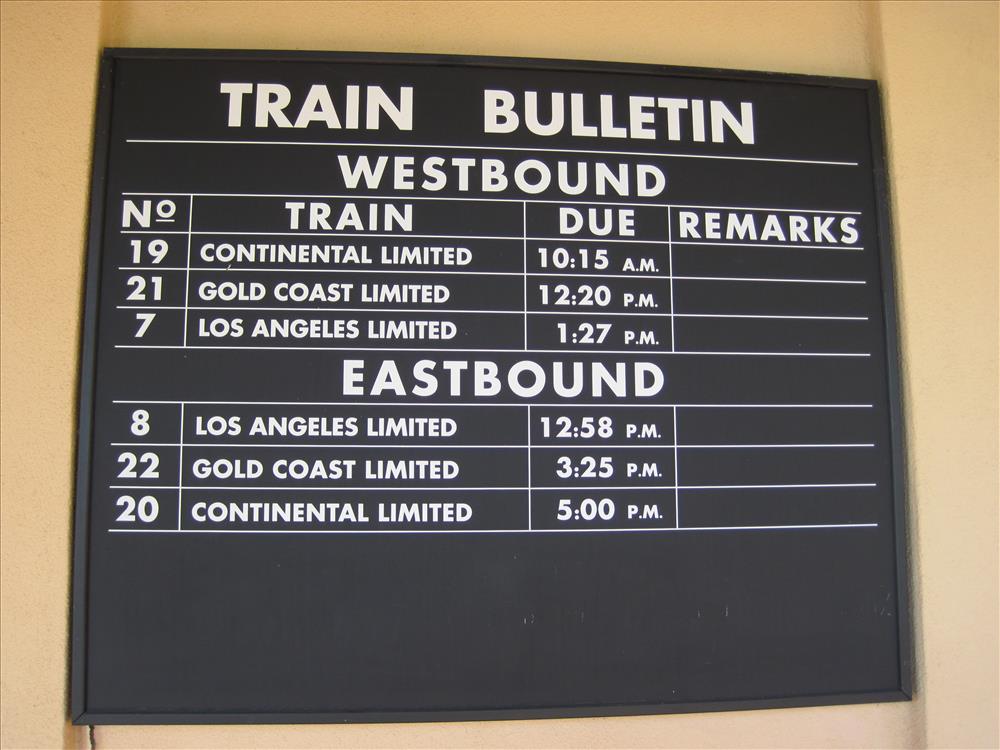 TRAIN BULLETIN
WESTBOUND
Nº TRAIN DUE REMARKS
19 CONTINENTAL LIMITED 10:15 A.M.
21 GOLD COAST LIMITED 12:20 P.M.
7 LOS ANGELES LIMITED 1:27 P.M.
EASTBOUND
8 LOS ANGELES LIMITED 12:58 P.M.
22 GOLD COAST LIMITED 3:25 P.M.
20 CONTINENTAL LIMITED 5:00 P.M.